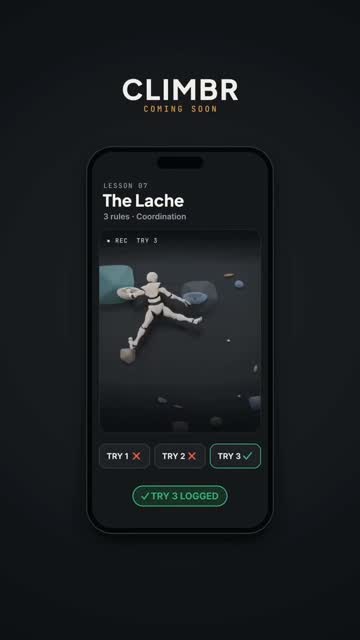 CLIMBR
COMING SOON
LESSON 07
The Lache
3 rules · Coordination
REC TRY 3
TRY 1 ❌ TRY 2 ❌ TRY 3 ✓
✓ TRY 3 LOGGED